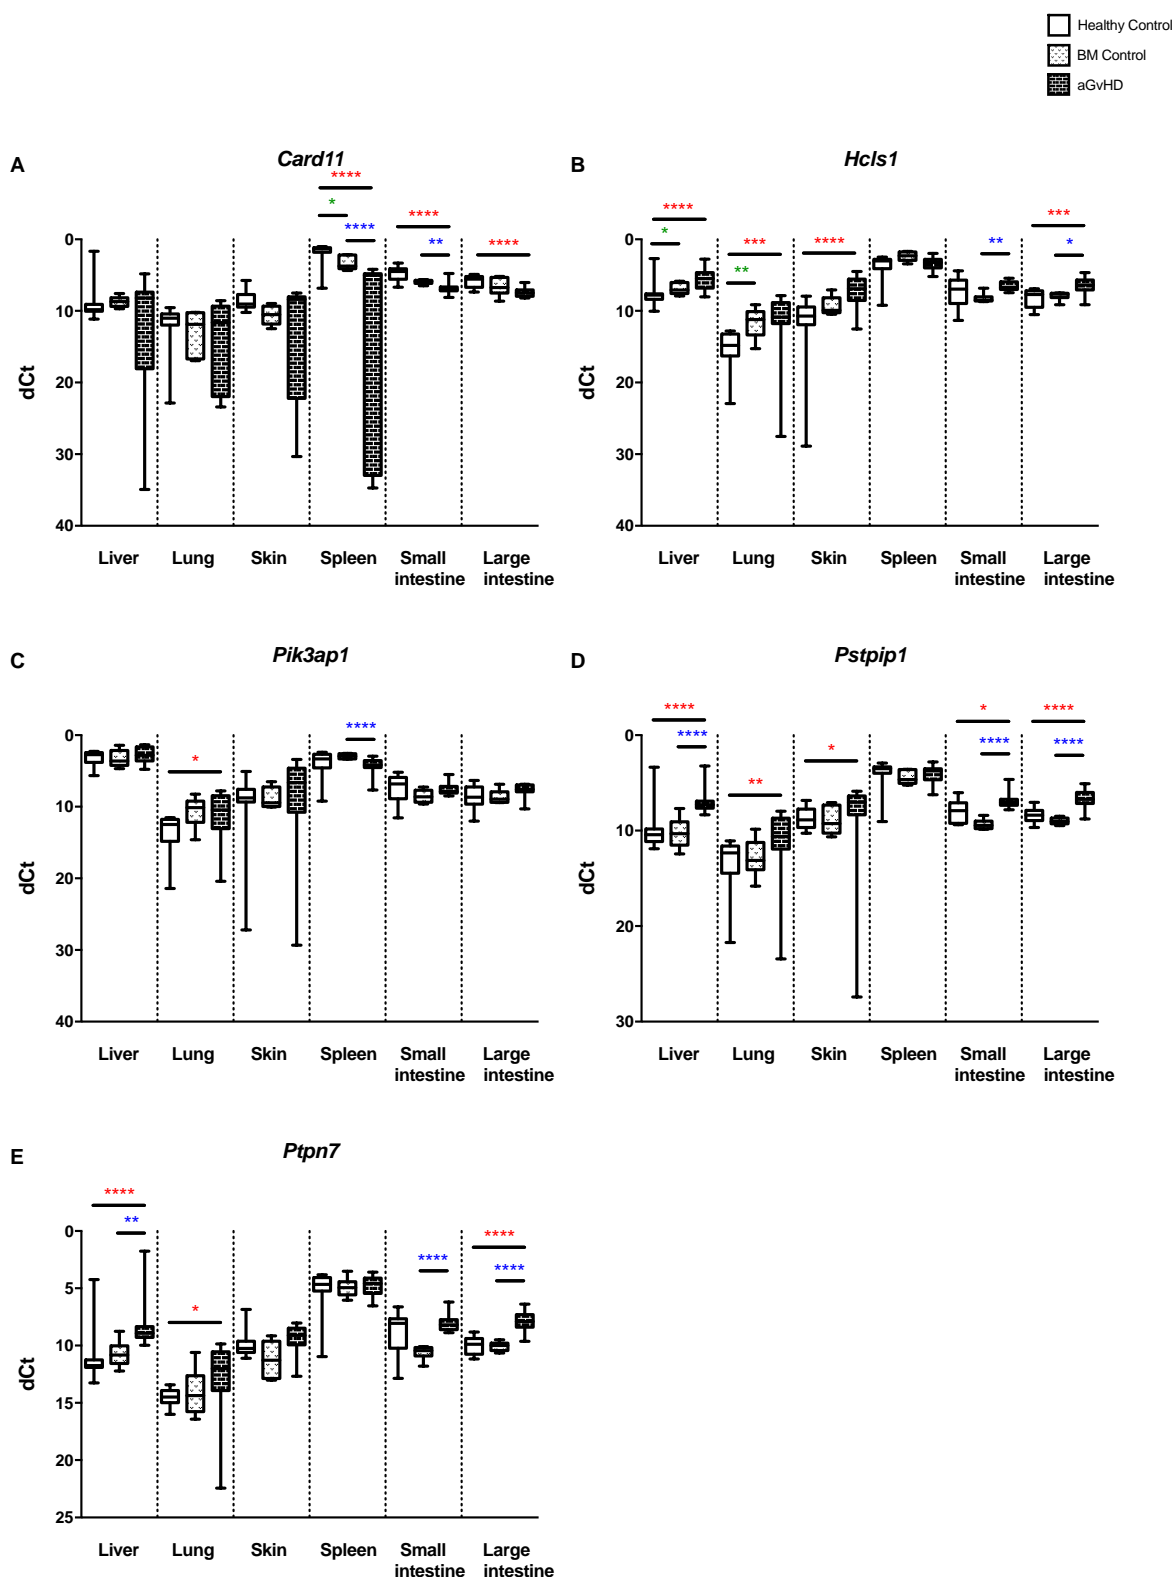 Healthy Control
BM Control
aGvHD
A
Card11
****
*
****
****
**
****
0
10
20
30
40
dCt
Liver
Lung
Skin
Spleen
Small
intestine
Large
intestine
B
Hcls1
****
*
***
**
****
**
***
*
0
10
20
30
40
dCt
Liver
Lung
Skin
Spleen
Small
intestine
Large
intestine
C
Pik3ap1
*
****
0
10
20
30
40
dCt
Liver
Lung
Skin
Spleen
Small
intestine
Large
intestine
D
Pstpip1
****
****
**
*
*
****
****
****
0
10
20
30
dCt
Liver
Lung
Skin
Spleen
Small
intestine
Large
intestine
E
Ptpn7
****
**
*
****
****
****
0
5
10
15
20
25
dCt
Liver
Lung
Skin
Spleen
Small
intestine
Large
intestine